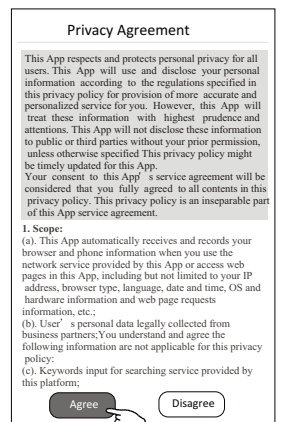 Privacy Agreement
This App respects and protects personal privacy for all
users. This App will use and disclose your personal
information according to the regulations specified in
this privacy policy for provision of more accurate and
personalized service for you. However, this App will
treat these information with highest prudence and
attentions. This App will not disclose these information
to public or third parties without your prior permission,
unless otherwise specified This privacy policy might
be timely updated for this App.
Your consent to this App' s service agreement will be
considered that you fully agreed to all contents in this
privacy policy. This privacy policy is an inseparable part
of this App service agreement.
1. Scope:
(a). This App automatically receives and records your
browser and phone information when you use the
network service provided by this App or access web
pages in this App, including but not limited to your IP
address, browser type, language, date and time, OS and
hardware information and web page requests
information, etc.;
(b). User' s personal data legally collected from
business partners;You understand and agree the
following information are not applicable for this privacy
policy:
(c). Keywords input for searching service provided by
this platform;
Agree Disagree